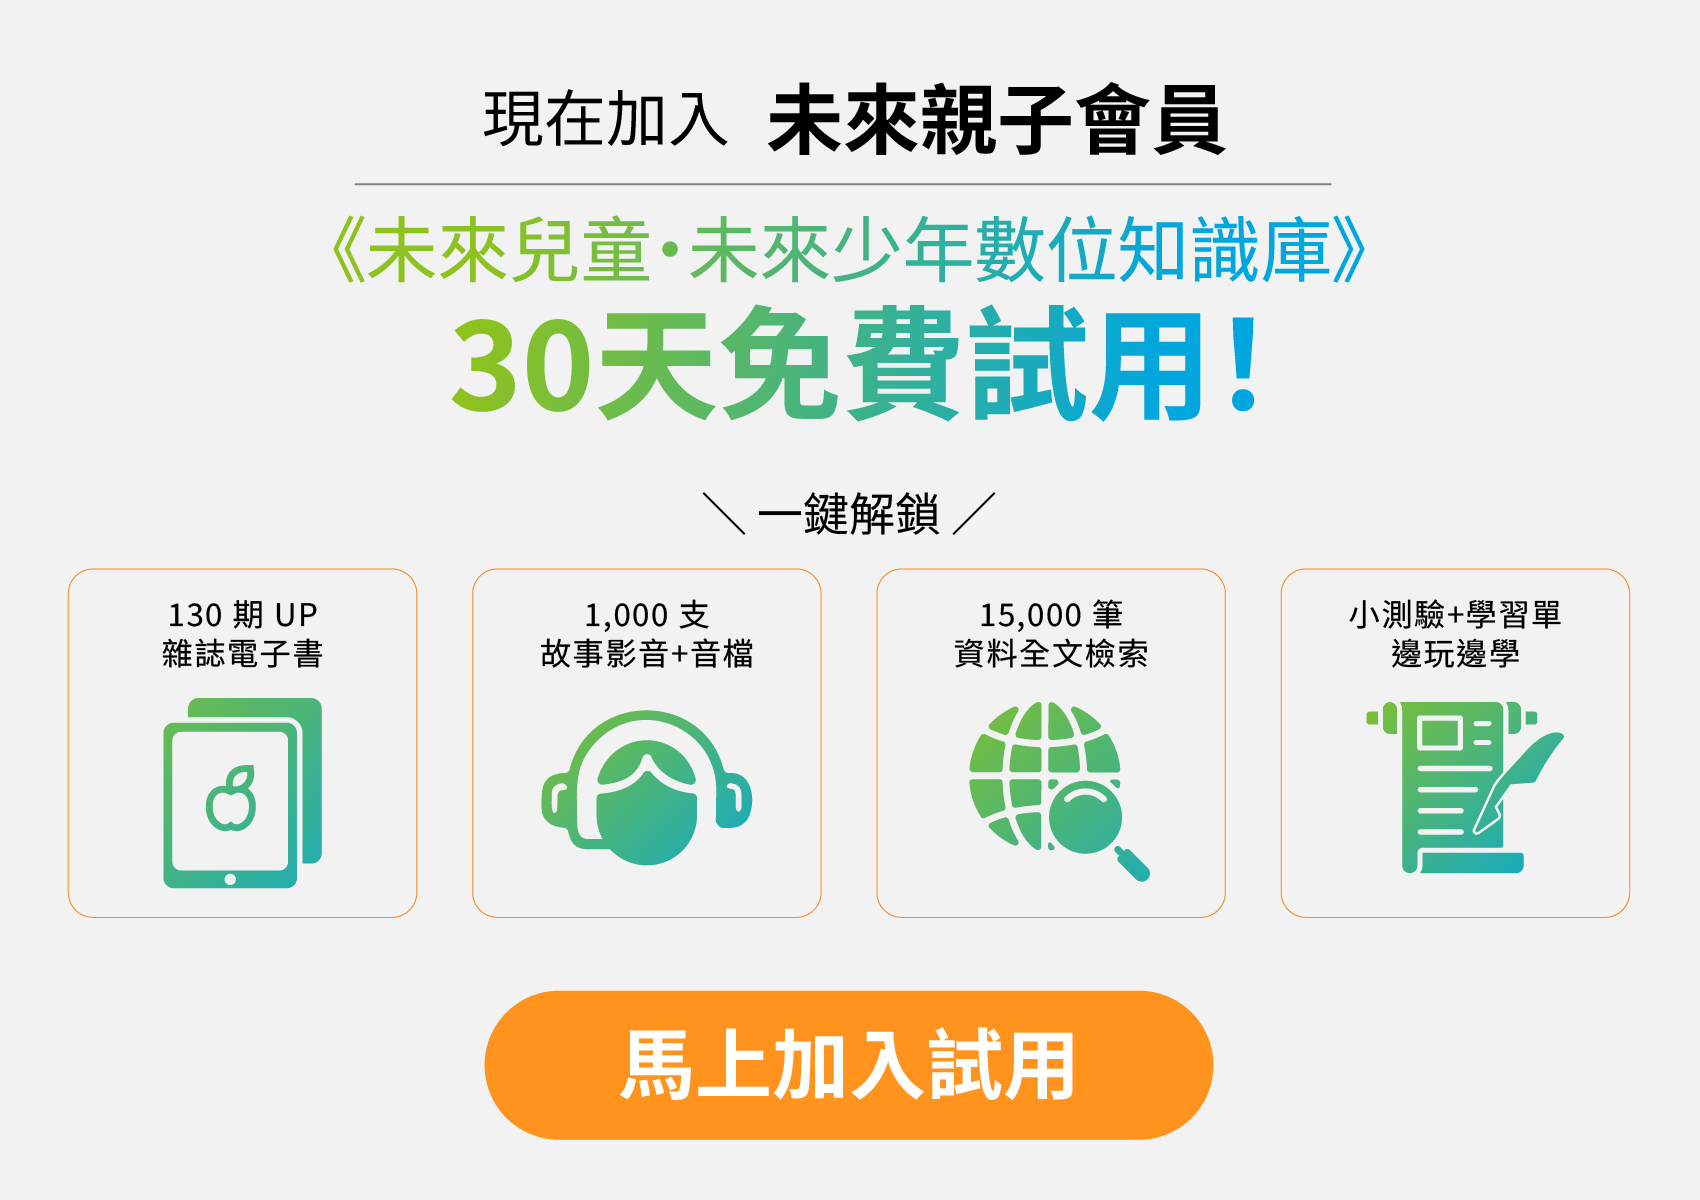 現在加入 未來親子會員
《未來兒童・未來少年數位知識庫》
30天免費試用！
＼ 一鍵解鎖 ／
130 期 UP
雜誌電子書
1,000 支
故事影音+音檔
15,000 筆
資料全文檢索
小測驗+學習單
邊玩邊學
馬上加入試用